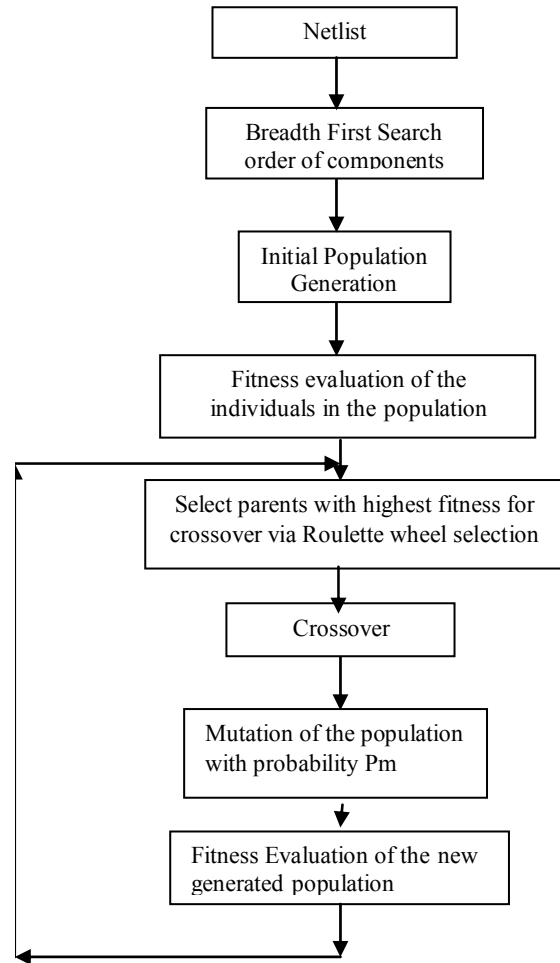 Netlist
Breadth First Search
order of components
Initial Population
Generation
Fitness evaluation of the
individuals in the population
Select parents with highest fitness for
crossover via Roulette wheel selection
Crossover
Mutation of the population
with probability Pm
Fitness Evaluation of the new
generated population